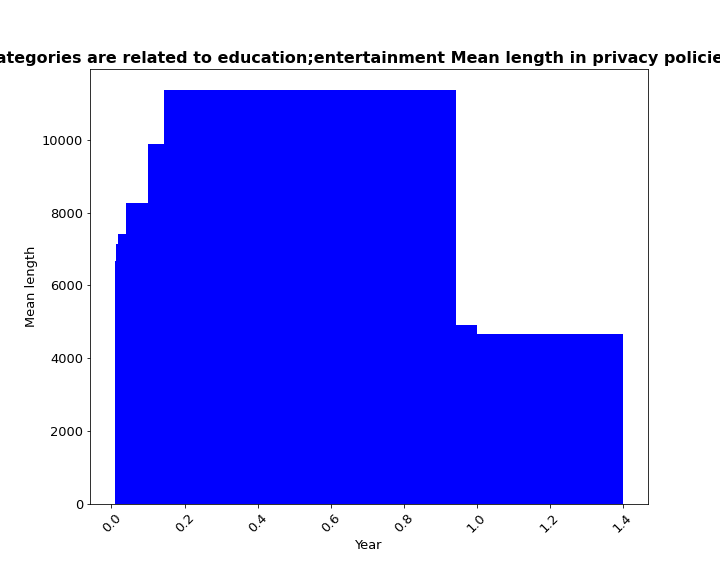 ategories are related to education;entertainment Mean length in privacy policie
10000
8000
6000
4000
2000
0
Mean length
0.0 0.2 0.4 0.6 0.8 1.0 1.2 1.4
Year